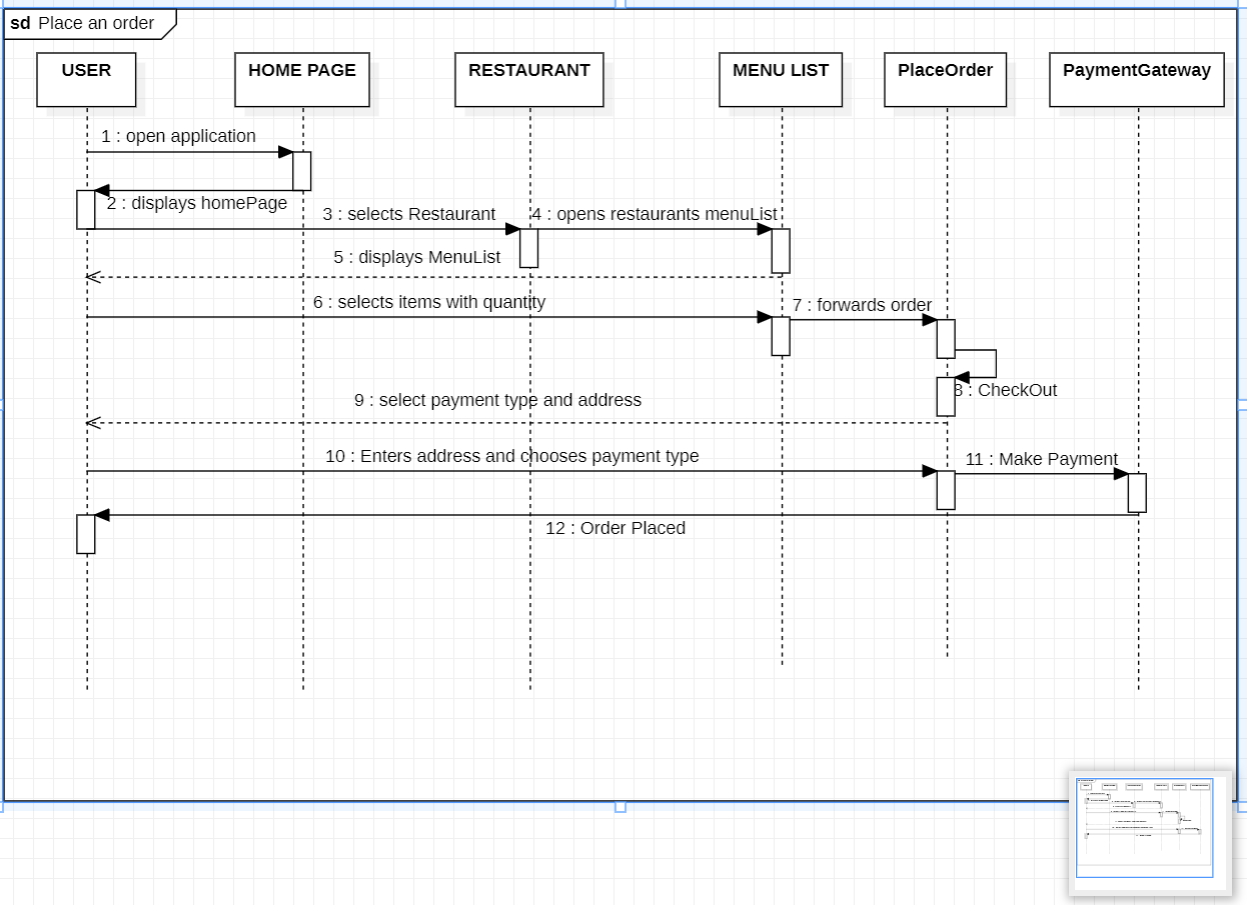 sd Place an order
USER
HOME PAGE
RESTAURANT
MENU LIST
PlaceOrder
PaymentGateway
1 : open application
2 : displays homePage
3 : selects Restaurant
4 : opens restaurants menuList
5 : displays MenuList
6 : selects items with quantity
7 : forwards order
8 : CheckOut
9 : select payment type and address
10 : Enters address and chooses payment type
11 : Make Payment
12 : Order Placed